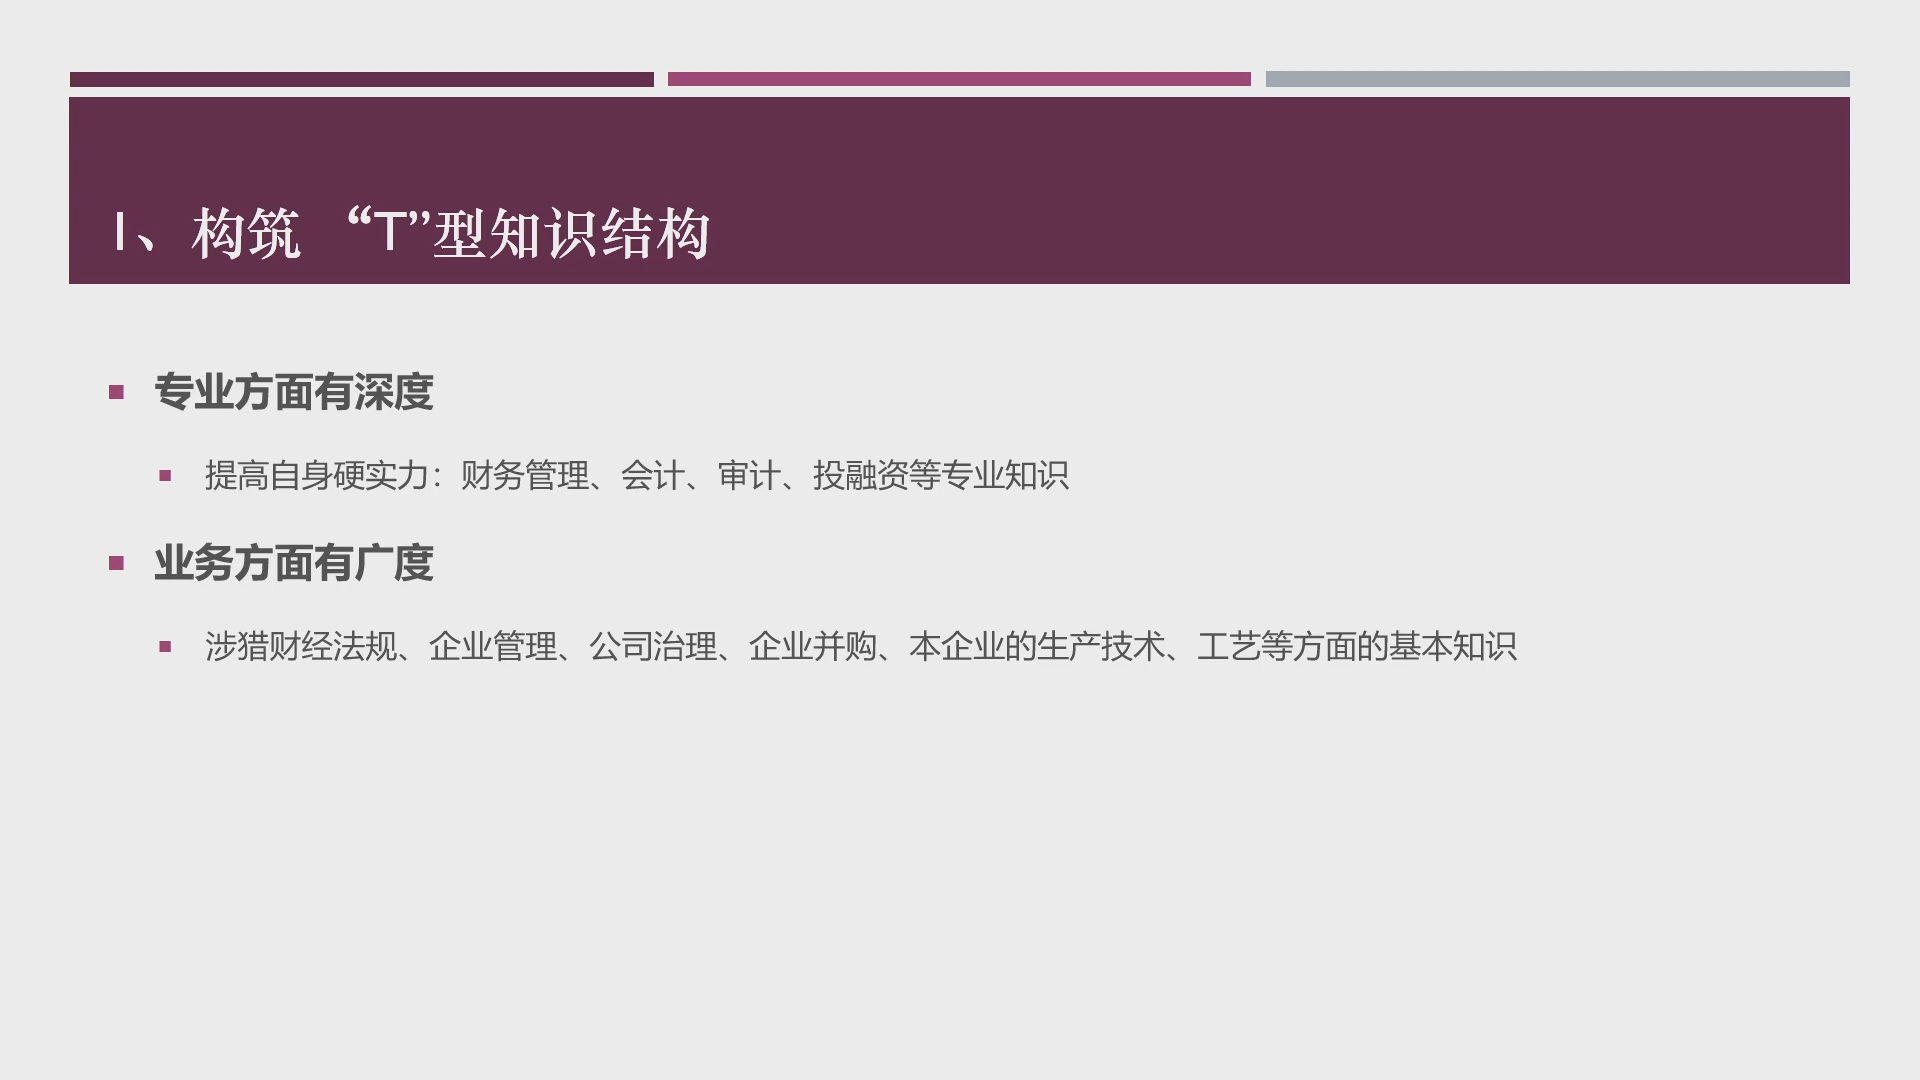 1、构筑 “T”型知识结构
专业方面有深度
提高自身硬实力：财务管理、会计、审计、投融资等专业知识
业务方面有广度
涉猎财经法规、企业管理、公司治理、企业并购、本企业的生产技术、工艺等方面的基本知识